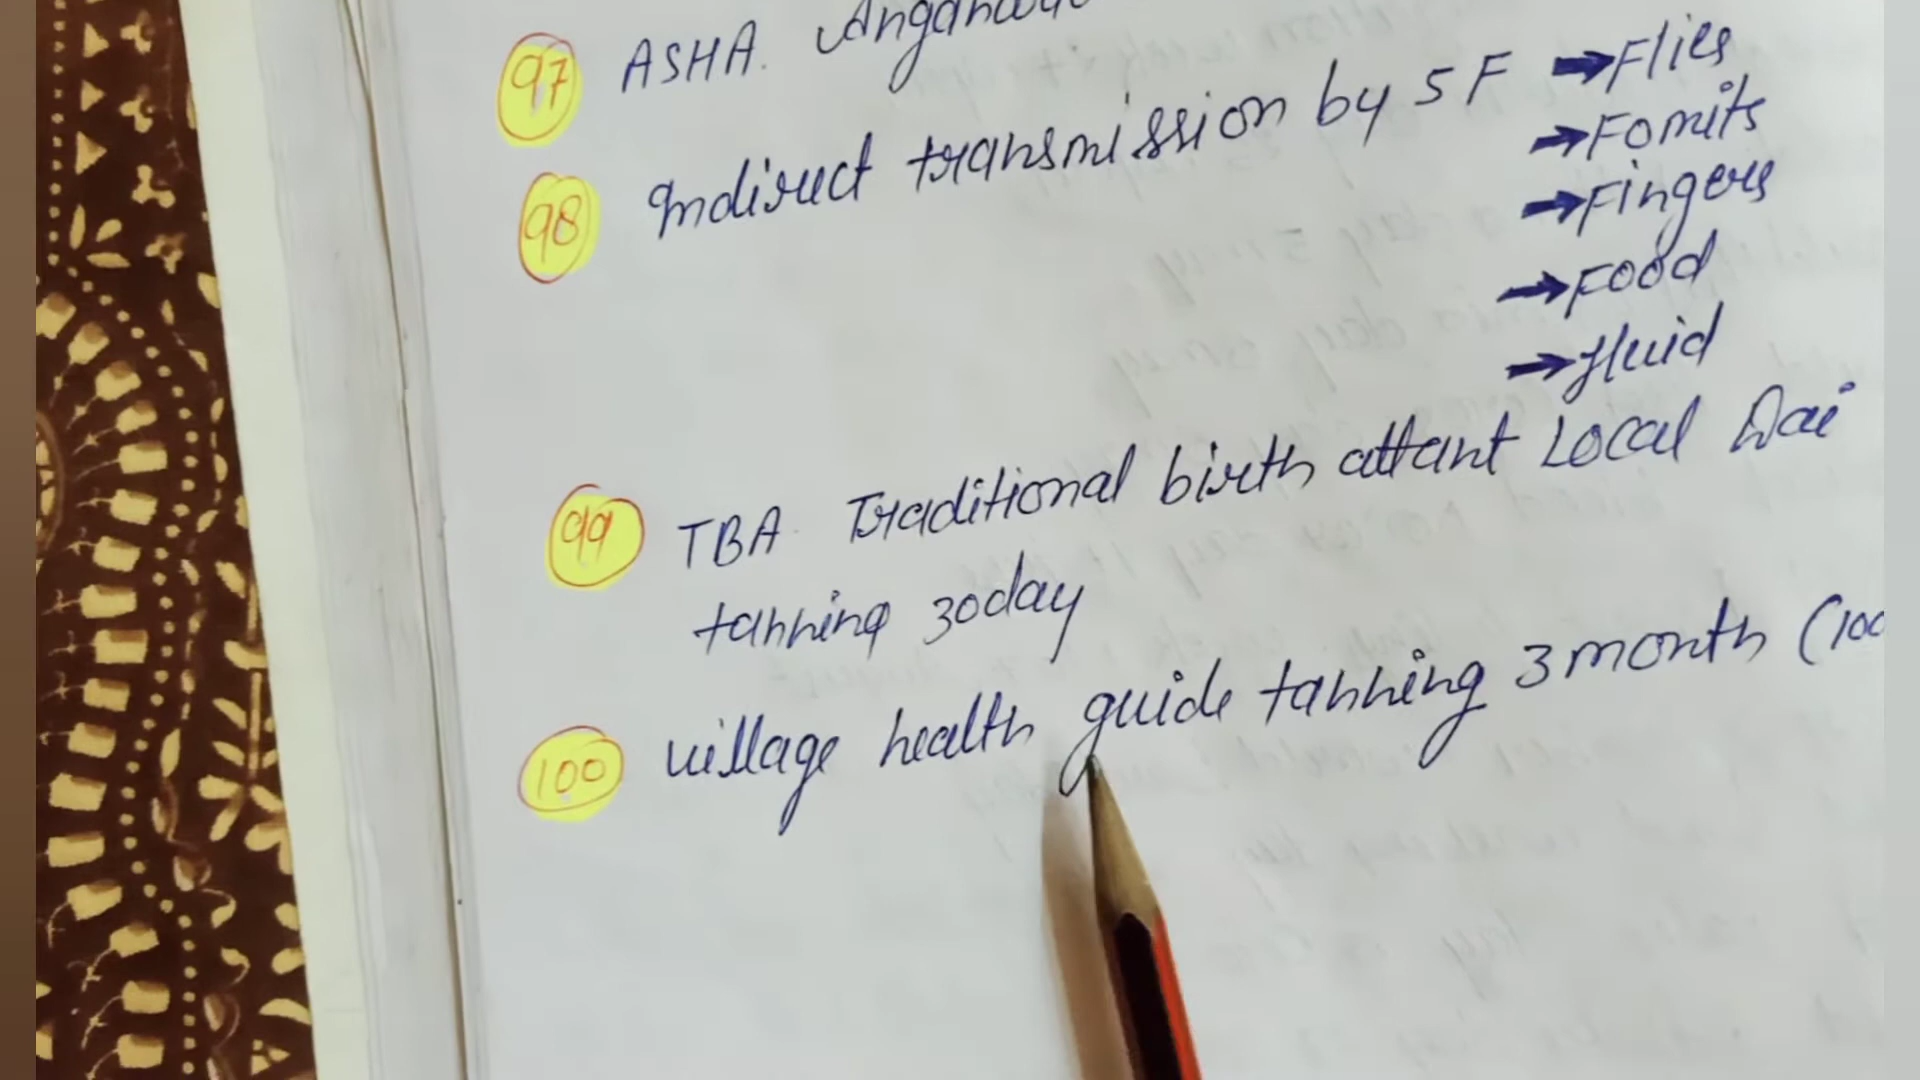 97 ASHA.
98 Indirect transmission by 5 F → Flies
→ Fomits
→ Fingers
→ Food
→ fluid
99 TBA Traditional birth attant Local Dai
tanning 30day
100 village health guide tanning 3 month (100